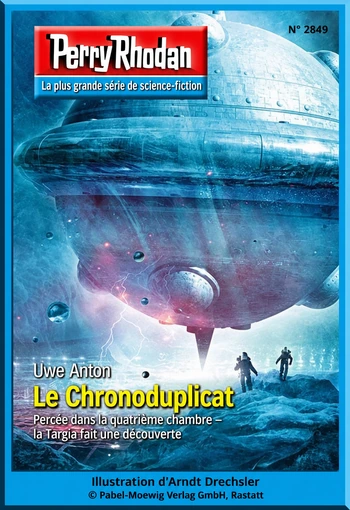 N° 2849
Perry Rhodan
La plus grande série de science-fiction
Uwe Anton
Le Chronoduplicat
Percée dans la quatrième chambre –
la Targia fait une découverte
Illustration d'Arndt Drechsler
© Pabel-Moewig Verlag GmbH, Rastatt